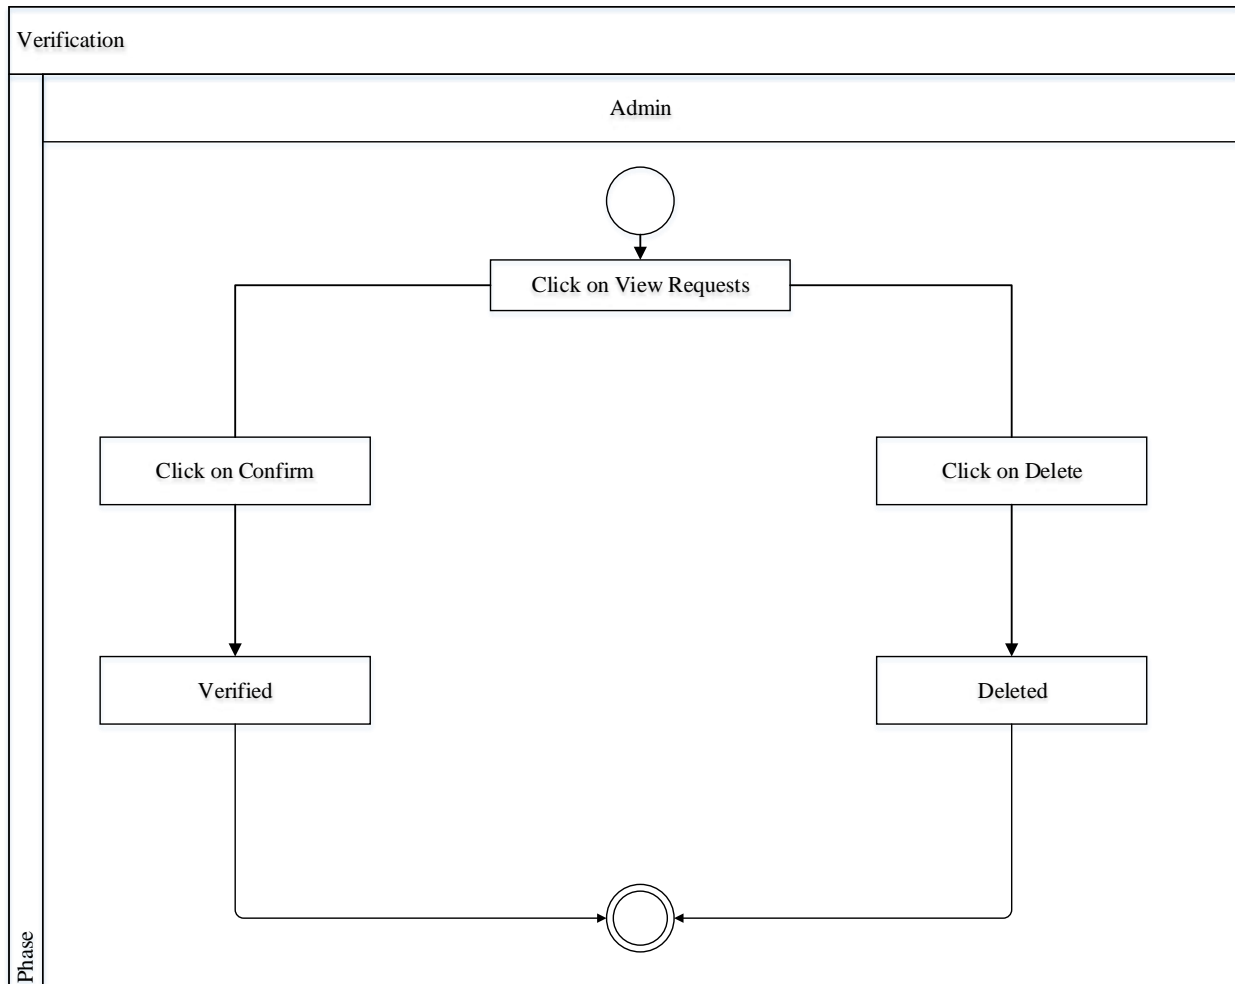 Verification
Admin
Click on View Requests
Click on Confirm
Click on Delete
Verified
Deleted
Phase